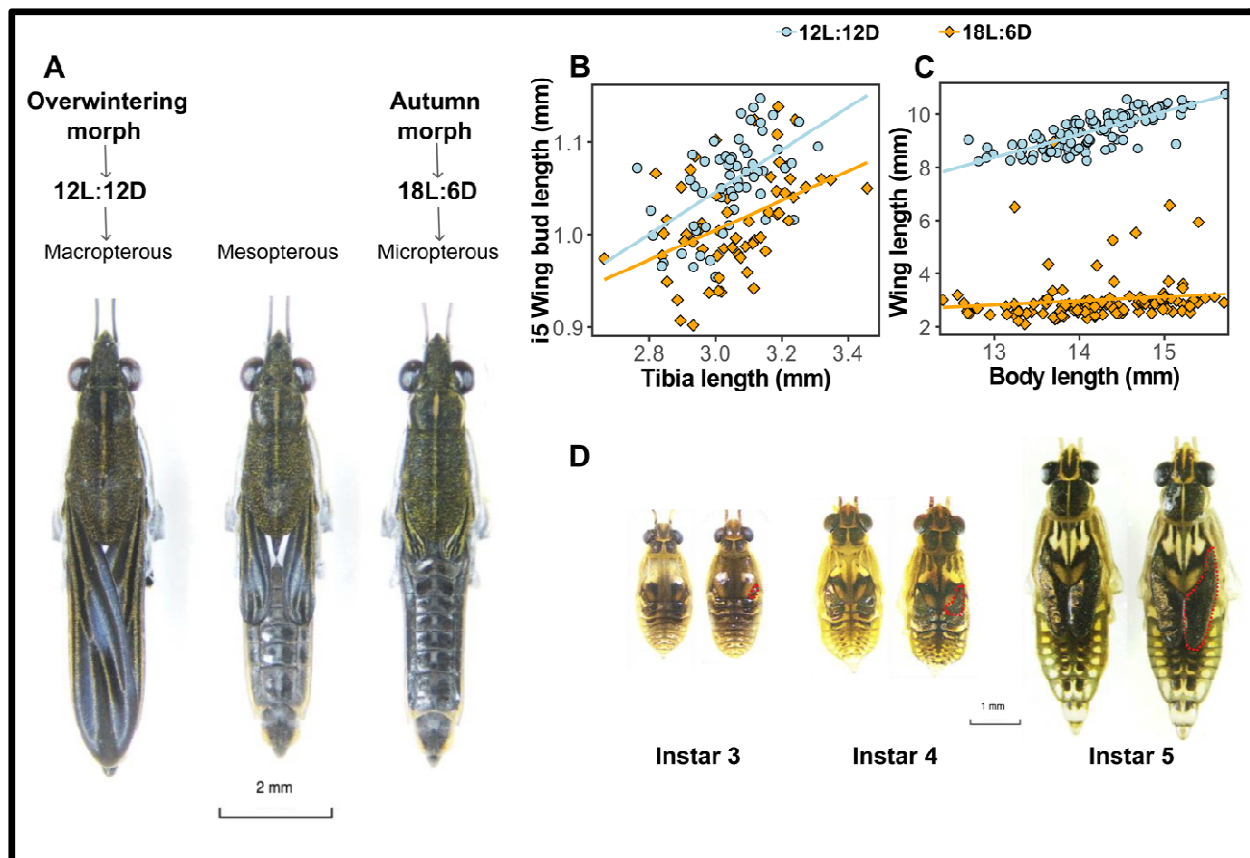 12L:12D 18L:6D
A
Overwintering
morph
12L:12D
Macropterous
Mesopterous
Autumn
morph
18L:6D
Micropterous
2 mm
B
i5 Wing bud length (mm)
1.1
1.0
0.9
2.8 3.0 3.2 3.4
Tibia length (mm)
C
Wing length (mm)
10
8
6
4
2
13 14 15
Body length (mm)
D
1 mm
Instar 3 Instar 4 Instar 5